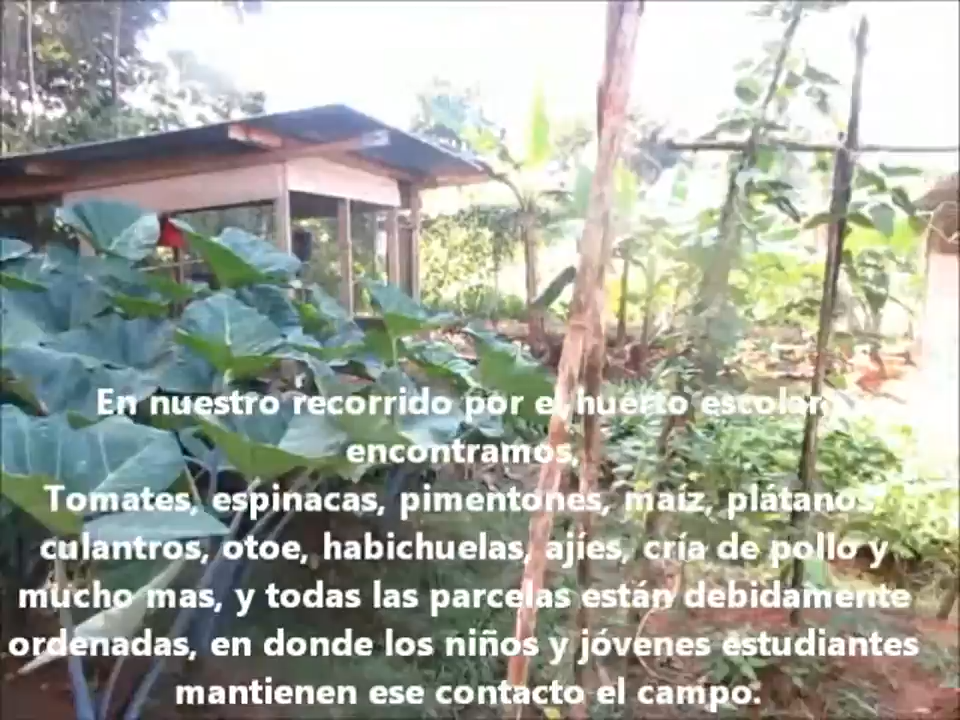 En nuestro recorrido por el huerto escolar
encontramos,
Tomates, espinacas, pimentones, maíz, plátanos,
culantros, otoe, habichuelas, ajíes, cría de pollo y
mucho mas, y todas las parcelas están debidamente
ordenadas, en donde los niños y jóvenes estudiantes
mantienen ese contacto el campo.